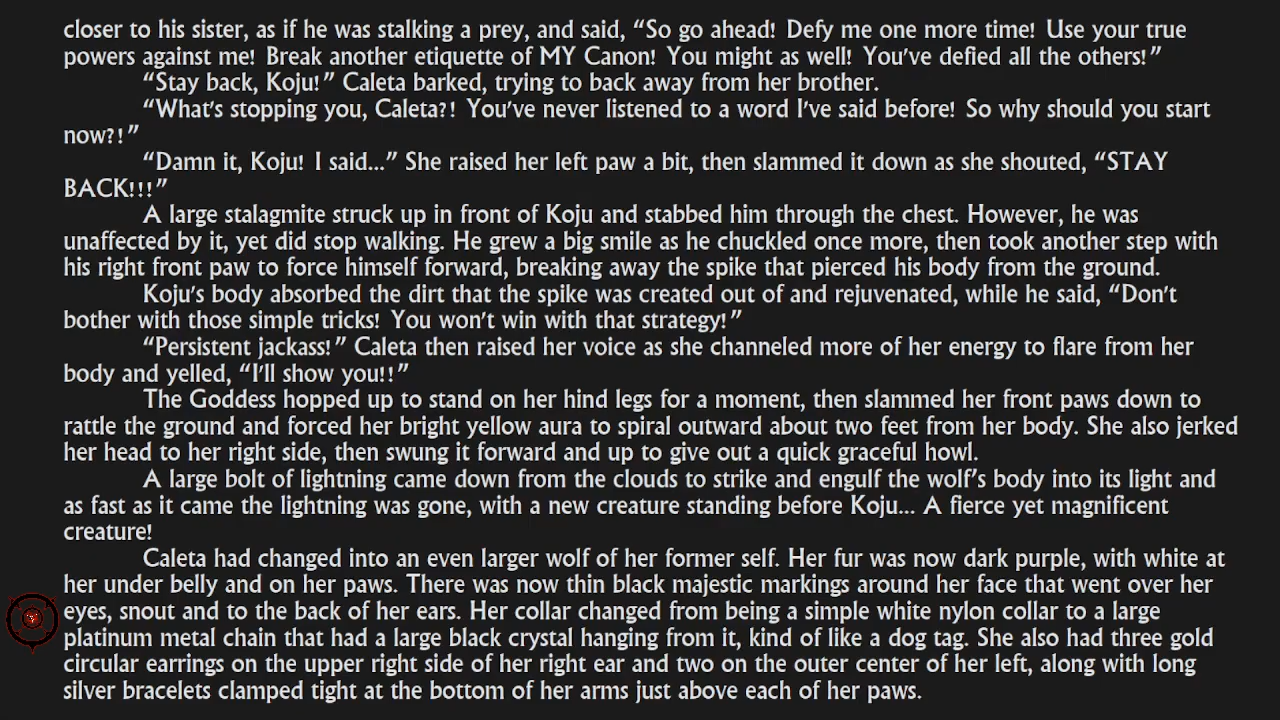 closer to his sister, as if he was stalking a prey, and said, “So go ahead! Defy me one more time! Use your true
powers against me! Break another etiquette of MY Canon! You might as well! You’ve defied all the others!”
“Stay back, Koju!” Caleta barked, trying to back away from her brother.
“What’s stopping you, Caleta?! You’ve never listened to a word I’ve said before! So why should you start
now?!”
“Damn it, Koju! I said...” She raised her left paw a bit, then slammed it down as she shouted, “STAY
BACK!!!”
A large stalagmite struck up in front of Koju and stabbed him through the chest. However, he was
unaffected by it, yet did stop walking. He grew a big smile as he chuckled once more, then took another step with
his right front paw to force himself forward, breaking away the spike that pierced his body from the ground.
Koju’s body absorbed the dirt that the spike was created out of and rejuvenated, while he said, “Don’t
bother with those simple tricks! You won’t win with that strategy!”
“Persistent jackass!” Caleta then raised her voice as she channeled more of her energy to flare from her
body and yelled, “I’ll show you!!”
The Goddess hopped up to stand on her hind legs for a moment, then slammed her front paws down to
rattle the ground and forced her bright yellow aura to spiral outward about two feet from her body. She also jerked
her head to her right side, then swung it forward and up to give out a quick graceful howl.
A large bolt of lightning came down from the clouds to strike and engulf the wolf’s body into its light and
as fast as it came the lightning was gone, with a new creature standing before Koju... A fierce yet magnificent
creature!
Caleta had changed into an even larger wolf of her former self. Her fur was now dark purple, with white at
her under belly and on her paws. There was now thin black majestic markings around her face that went over her
eyes, snout and to the back of her ears. Her collar changed from being a simple white nylon collar to a large
platinum metal chain that had a large black crystal hanging from it, kind of like a dog tag. She also had three gold
circular earrings on the upper right side of her right ear and two on the outer center of her left, along with long
silver bracelets clamped tight at the bottom of her arms just above each of her paws.